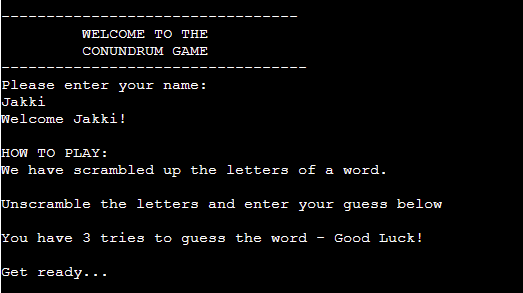 ---------------------------------
WELCOME TO THE
CONUNDRUM GAME
----------------------------------
Please enter your name:
Jakki
Welcome Jakki!
HOW TO PLAY:
We have scrambled up the letters of a word.
Unscramble the letters and enter your guess below
You have 3 tries to guess the word - Good Luck!
Get ready...